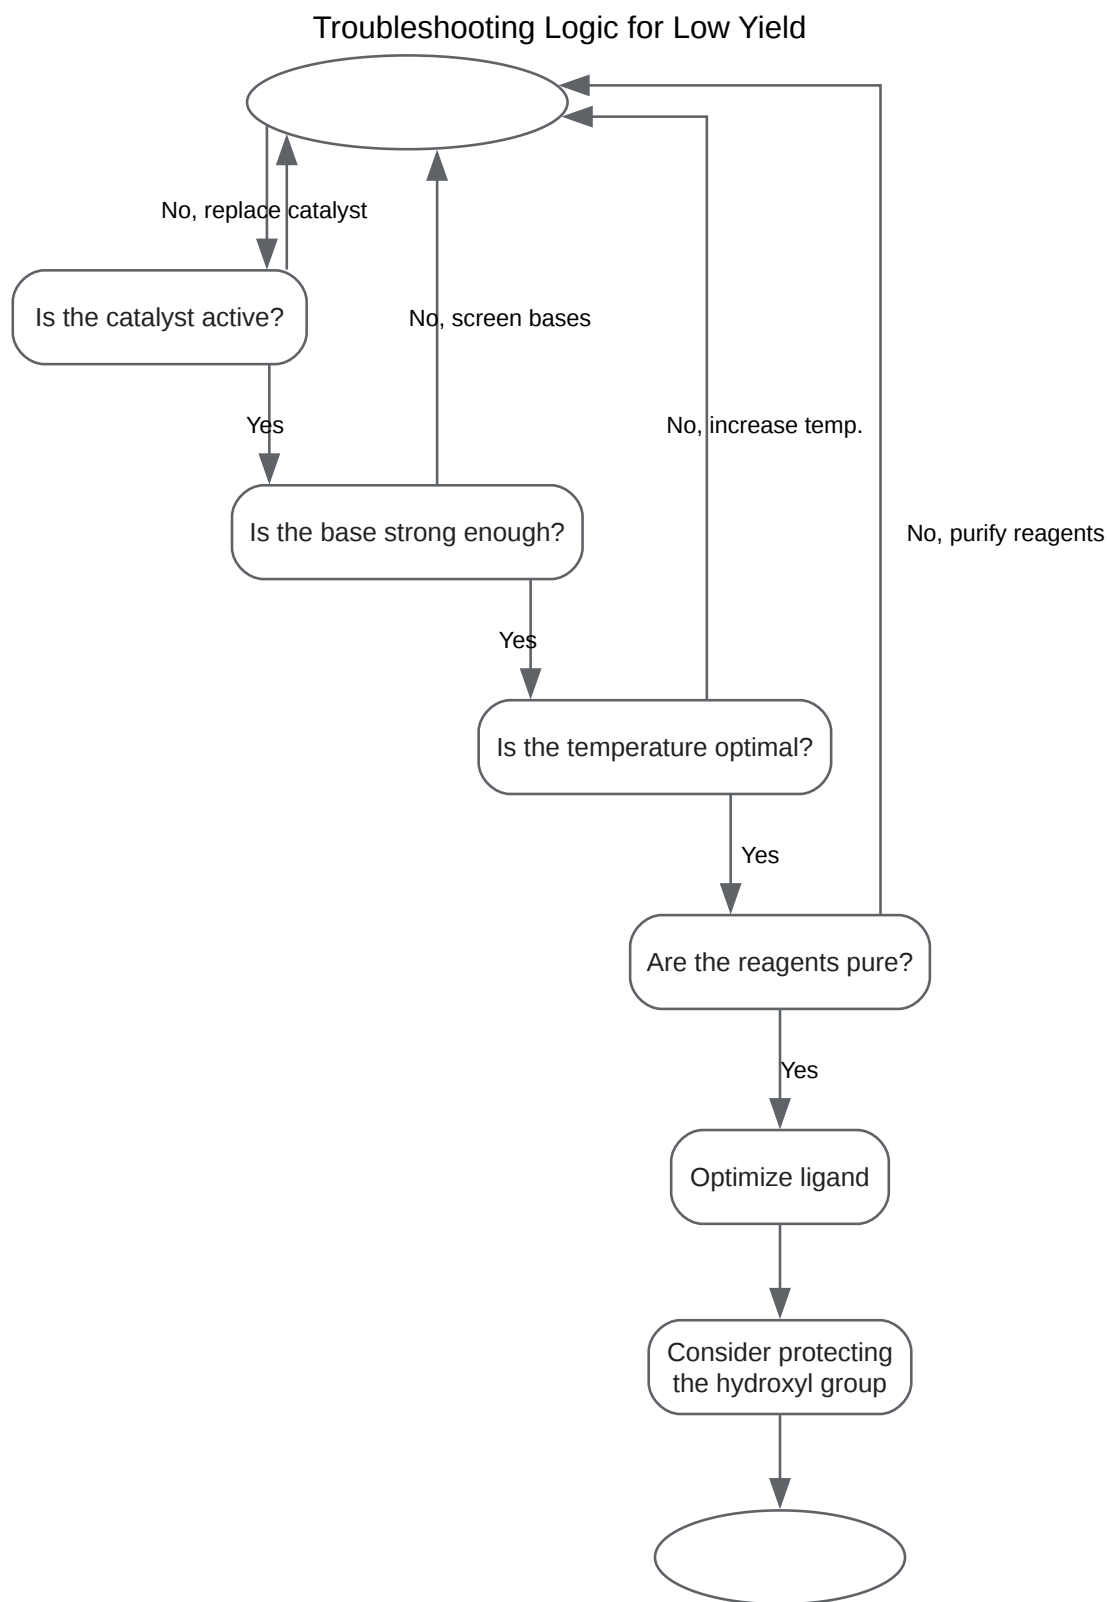 Troubleshooting Logic for Low Yield
No, replace catalyst
Is the catalyst active?
No, screen bases
Yes
No, increase temp.
Is the base strong enough?
No, purify reagents
Yes
Is the temperature optimal?
Yes
Are the reagents pure?
Yes
Optimize ligand
Consider protecting
the hydroxyl group